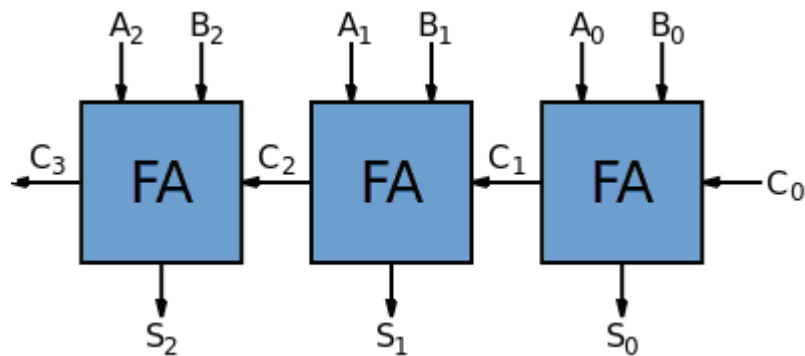 A₂ B₂ A₁ B₁ A₀ B₀
C₃ FA C₂ FA C₁ FA C₀
S₂ S₁ S₀